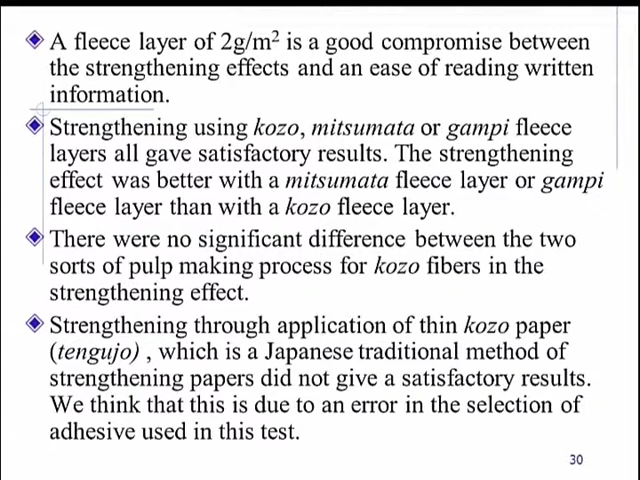 A fleece layer of 2g/m² is a good compromise between
the strengthening effects and an ease of reading written
information.
Strengthening using kozo, mitsumata or gampi fleece
layers all gave satisfactory results. The strengthening
effect was better with a mitsumata fleece layer or gampi
fleece layer than with a kozo fleece layer.
There were no significant difference between the two
sorts of pulp making process for kozo fibers in the
strengthening effect.
Strengthening through application of thin kozo paper
(tengujo) , which is a Japanese traditional method of
strengthening papers did not give a satisfactory results.
We think that this is due to an error in the selection of
adhesive used in this test.
30